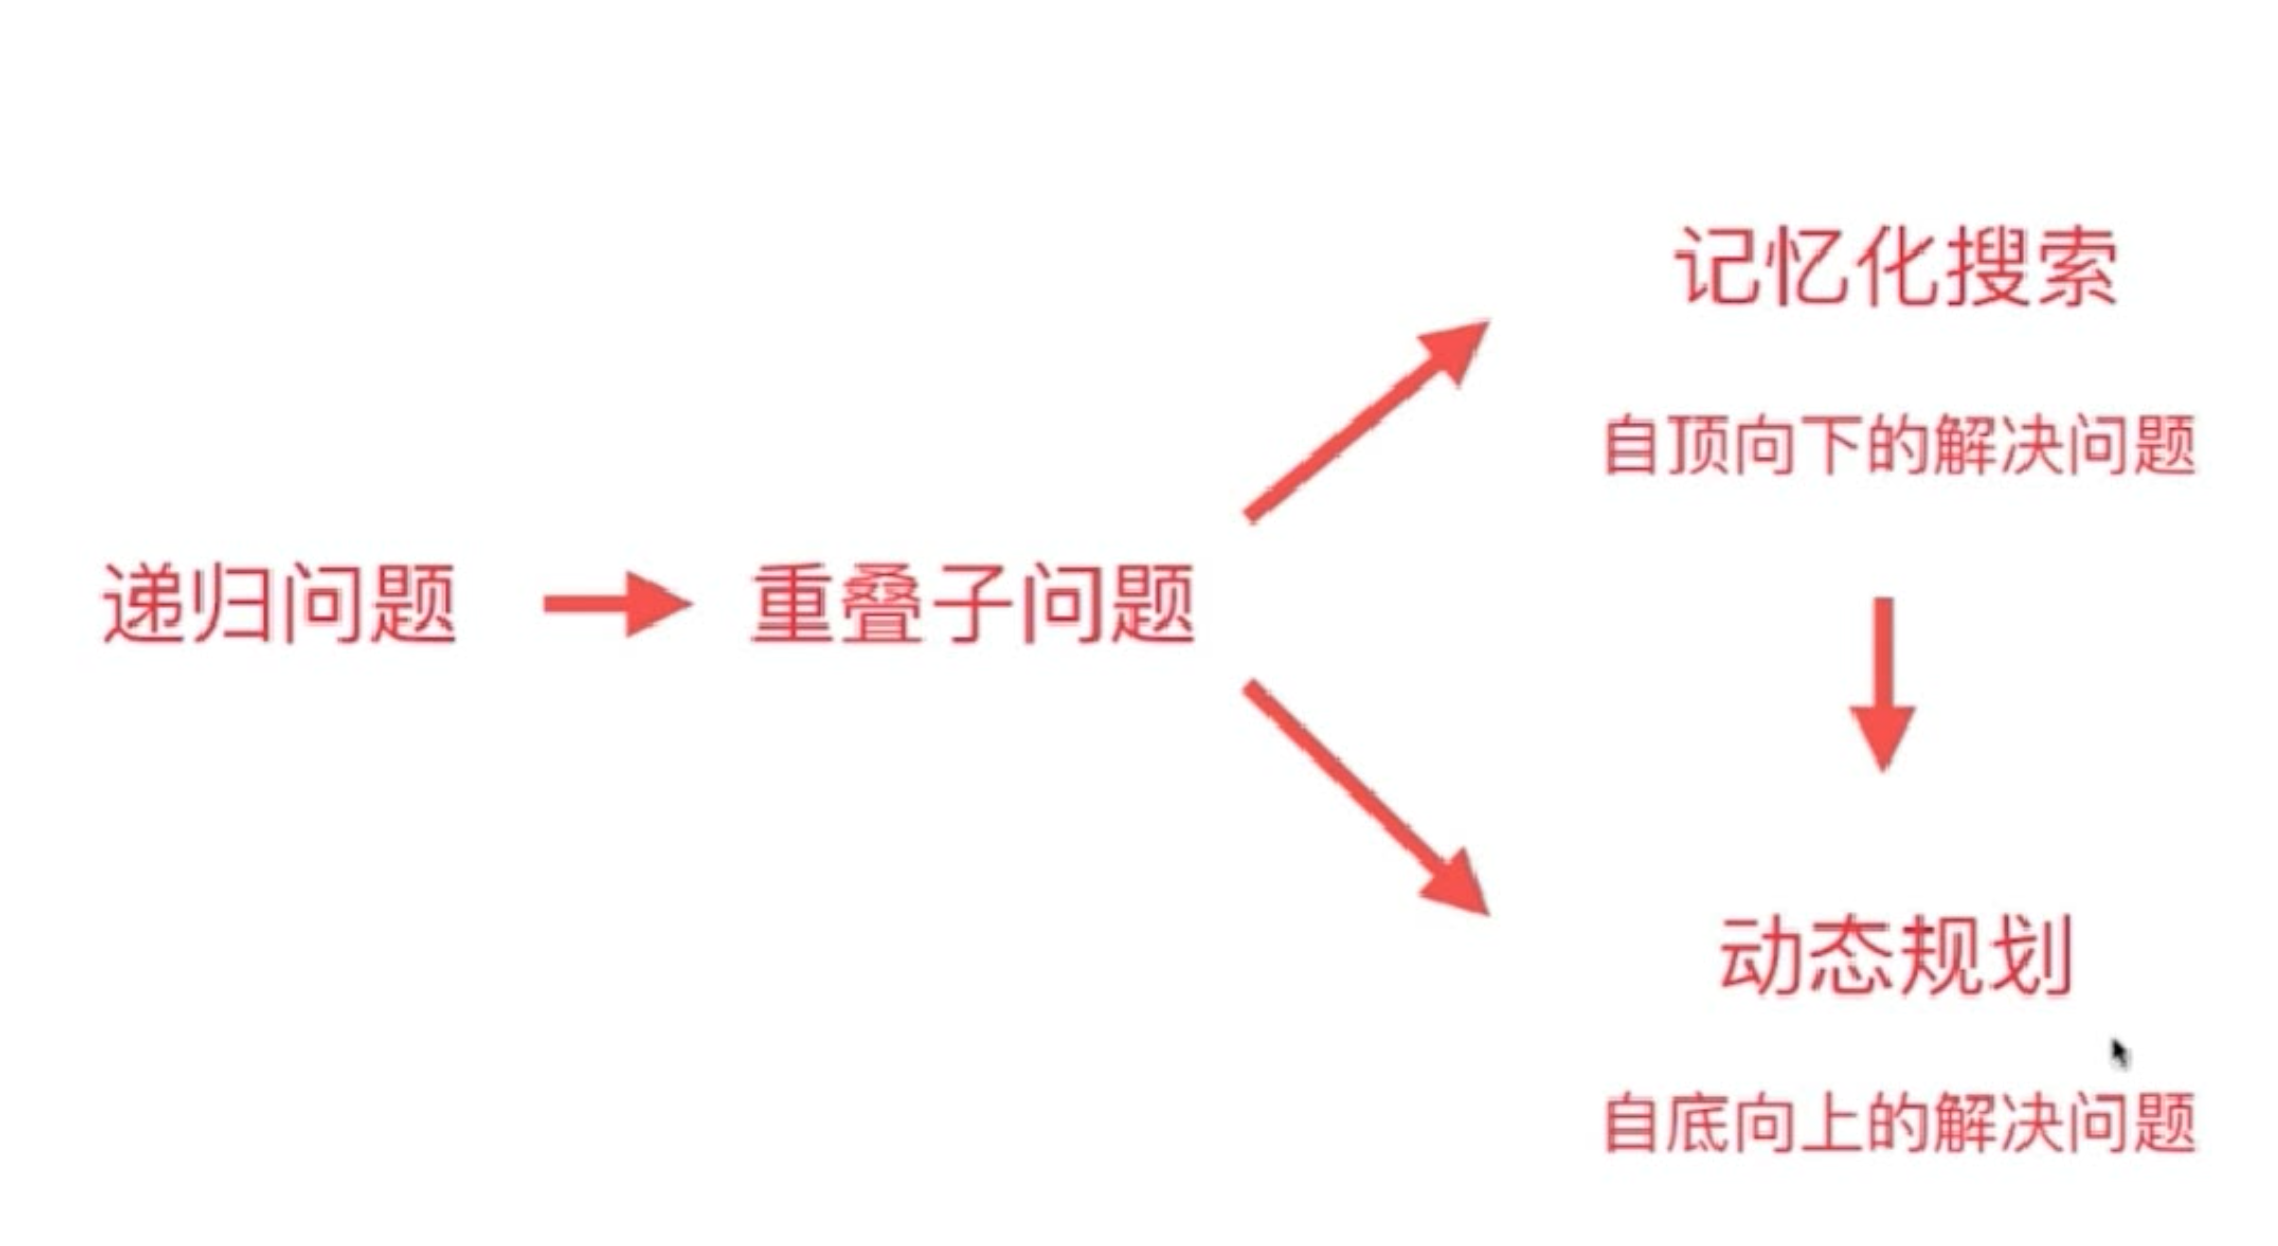 记忆化搜索
自顶向下的解决问题
递归问题
重叠子问题
动态规划
自底向上的解决问题